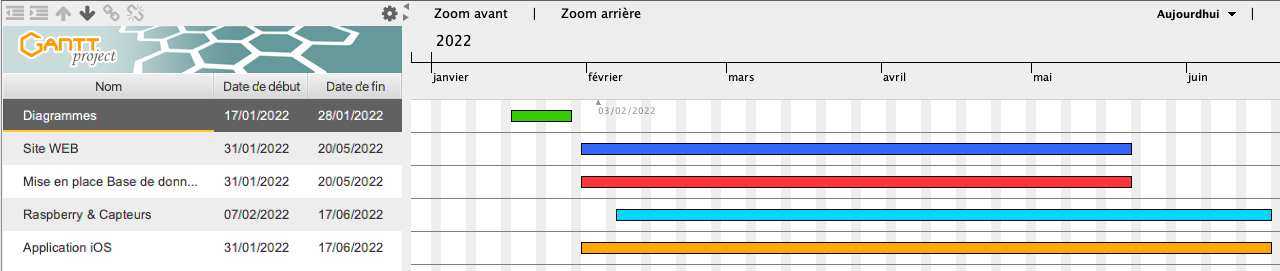 Zoom avant | Zoom arrière Aujourdhui |
GANTT project
2022
janvier février mars avril mai juin
Nom Date de début Date de fin
03/02/2022
Diagrammes 17/01/2022 28/01/2022
Site WEB 31/01/2022 20/05/2022
Mise en place Base de donn... 31/01/2022 20/05/2022
Raspberry & Capteurs 07/02/2022 17/06/2022
Application iOS 31/01/2022 17/06/2022